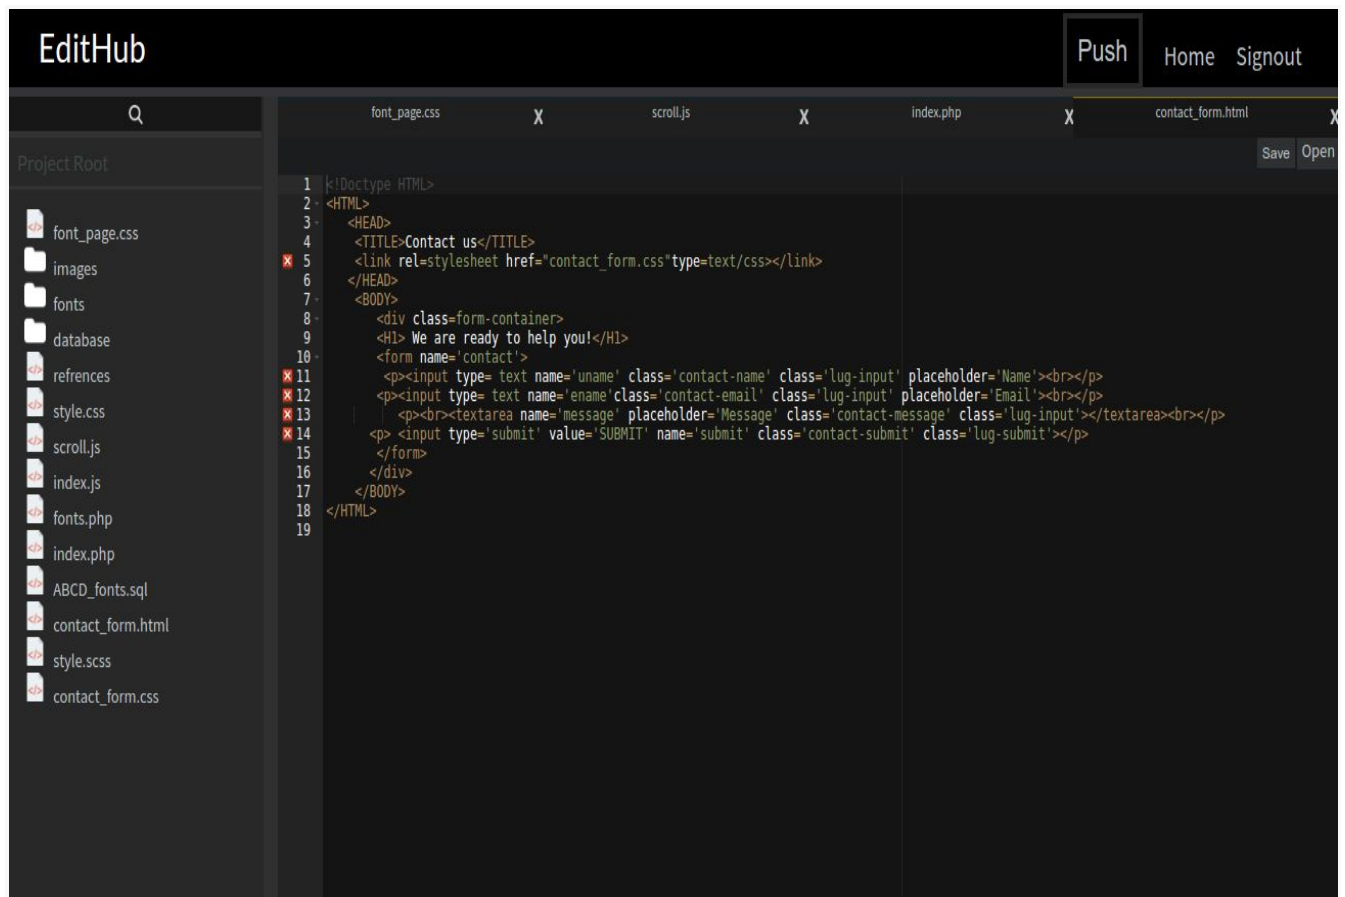 EditHub
Push Home Signout
font_page.css X scroll.js X index.php X contact_form.html X
Project Root
Save Open
font_page.css
images
fonts
database
refrences
style.css
scroll.js
index.js
fonts.php
index.php
ABCD_fonts.sql
contact_form.html
style.scss
contact_form.css
1 <!Doctype HTML>
2 <HTML>
3 <HEAD>
4 <TITLE>Contact us</TITLE>
5 <link rel=stylesheet href="contact_form.css"type=text/css></link>
6 </HEAD>
7 <BODY>
8 <div class=form-container>
9 <H1> We are ready to help you!</H1>
10 <form name='contact'>
11 <p><input type= text name='uname' class='contact-name' class='lug-input' placeholder='Name'><br></p>
12 <p><input type= text name='ename'class='contact-email' class='lug-input' placeholder='Email'><br></p>
13 <p><br><textarea name='message' placeholder='Message' class='contact-message' class='lug-input'></textarea><br></p>
14 <p> <input type='submit' value='SUBMIT' name='submit' class='contact-submit' class='lug-submit'></p>
15 </form>
16 </div>
17 </BODY>
18 </HTML>
19